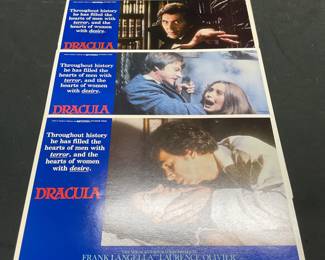 Throughout history
he has filled the
hearts of men with
terror, and the
hearts of women
with desire.
DRACULA
Throughout history
he has filled the
hearts of men with
terror, and the
hearts of women
with desire.
DRACULA
Throughout history
he has filled the
hearts of men with
terror, and the
hearts of women
with desire.
DRACULA
FRANK LANGELLA LAURENCE OLIVIER